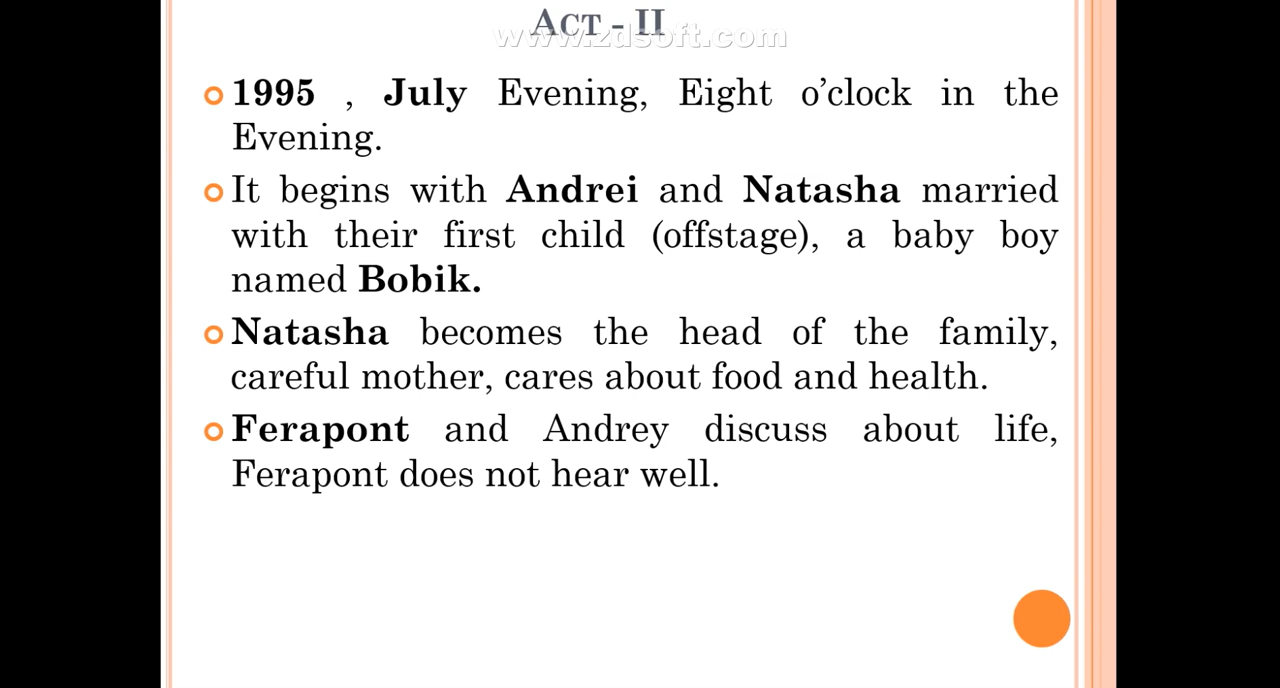 ACT - II
www.zdsoft.com
1995 , July Evening, Eight o’clock in the
Evening.
It begins with Andrei and Natasha married
with their first child (offstage), a baby boy
named Bobik.
Natasha becomes the head of the family,
careful mother, cares about food and health.
Ferapont and Andrey discuss about life,
Ferapont does not hear well.